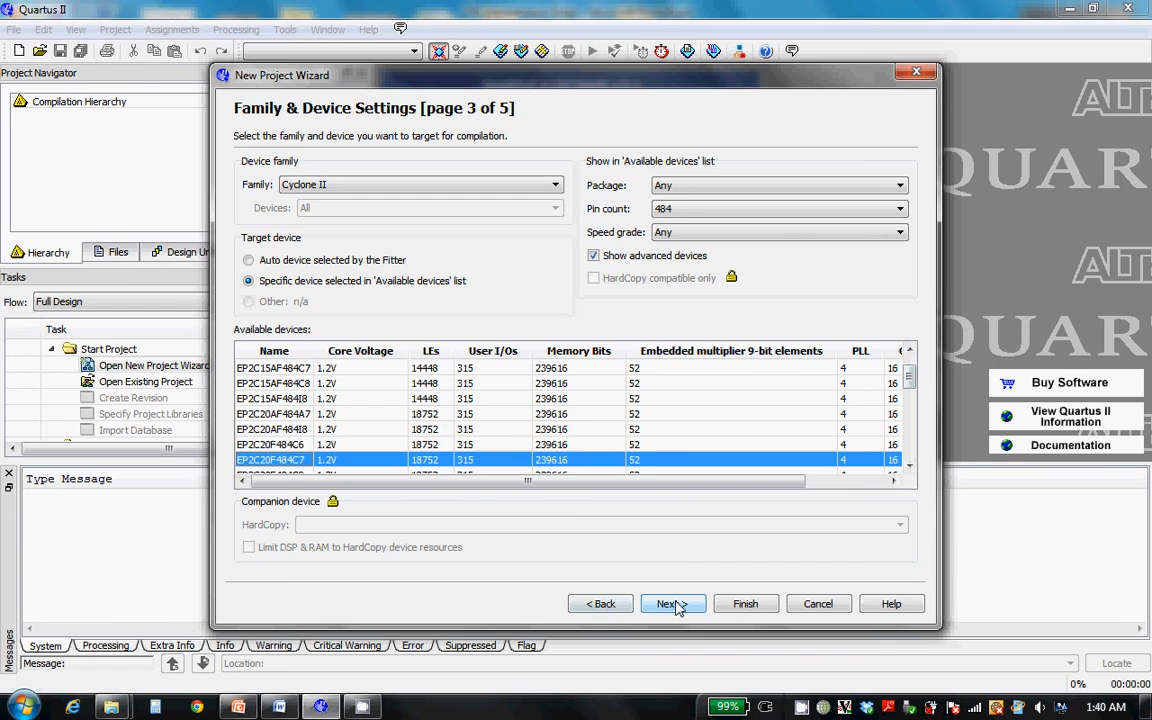 Quartus II
File Edit View Project Assignments Processing Tools Window Help
Project Navigator
Compilation Hierarchy
Hierarchy Files Design Un
Tasks
Flow: Full Design
Task
Start Project
Open New Project Wizard
Open Existing Project
Create Revision
Specify Project Libraries
Import Database
New Project Wizard
Family & Device Settings [page 3 of 5]
Select the family and device you want to target for compilation.
Device family
Family: Cyclone II
Devices: All
Target device
Auto device selected by the Fitter
Specific device selected in 'Available devices' list
Other: n/a
Show in 'Available devices' list
Package: Any
Pin count: 484
Speed grade: Any
Show advanced devices
HardCopy compatible only
Available devices:
Name Core Voltage LEs User I/Os Memory Bits Embedded multiplier 9-bit elements PLL
EP2C15AF484C7 1.2V 14448 315 239616 52 4 16
EP2C15AF484C8 1.2V 14448 315 239616 52 4 16
EP2C15AF484I8 1.2V 14448 315 239616 52 4 16
EP2C20AF484A7 1.2V 18752 315 239616 52 4 16
EP2C20AF484I8 1.2V 18752 315 239616 52 4 16
EP2C20F484C6 1.2V 18752 315 239616 52 4 16
EP2C20F484C7 1.2V 18752 315 239616 52 4 16
Companion device
HardCopy:
Limit DSP & RAM to HardCopy device resources
< Back Next > Finish Cancel Help
ALT
QUAR
ALT
QUAR
Buy Software
View Quartus II
Information
Documentation
Type Message
Messages
System Processing Extra Info Info Warning Critical Warning Error Suppressed Flag
Message: Location: Locate
0% 00:00:00
99% 1:40 AM